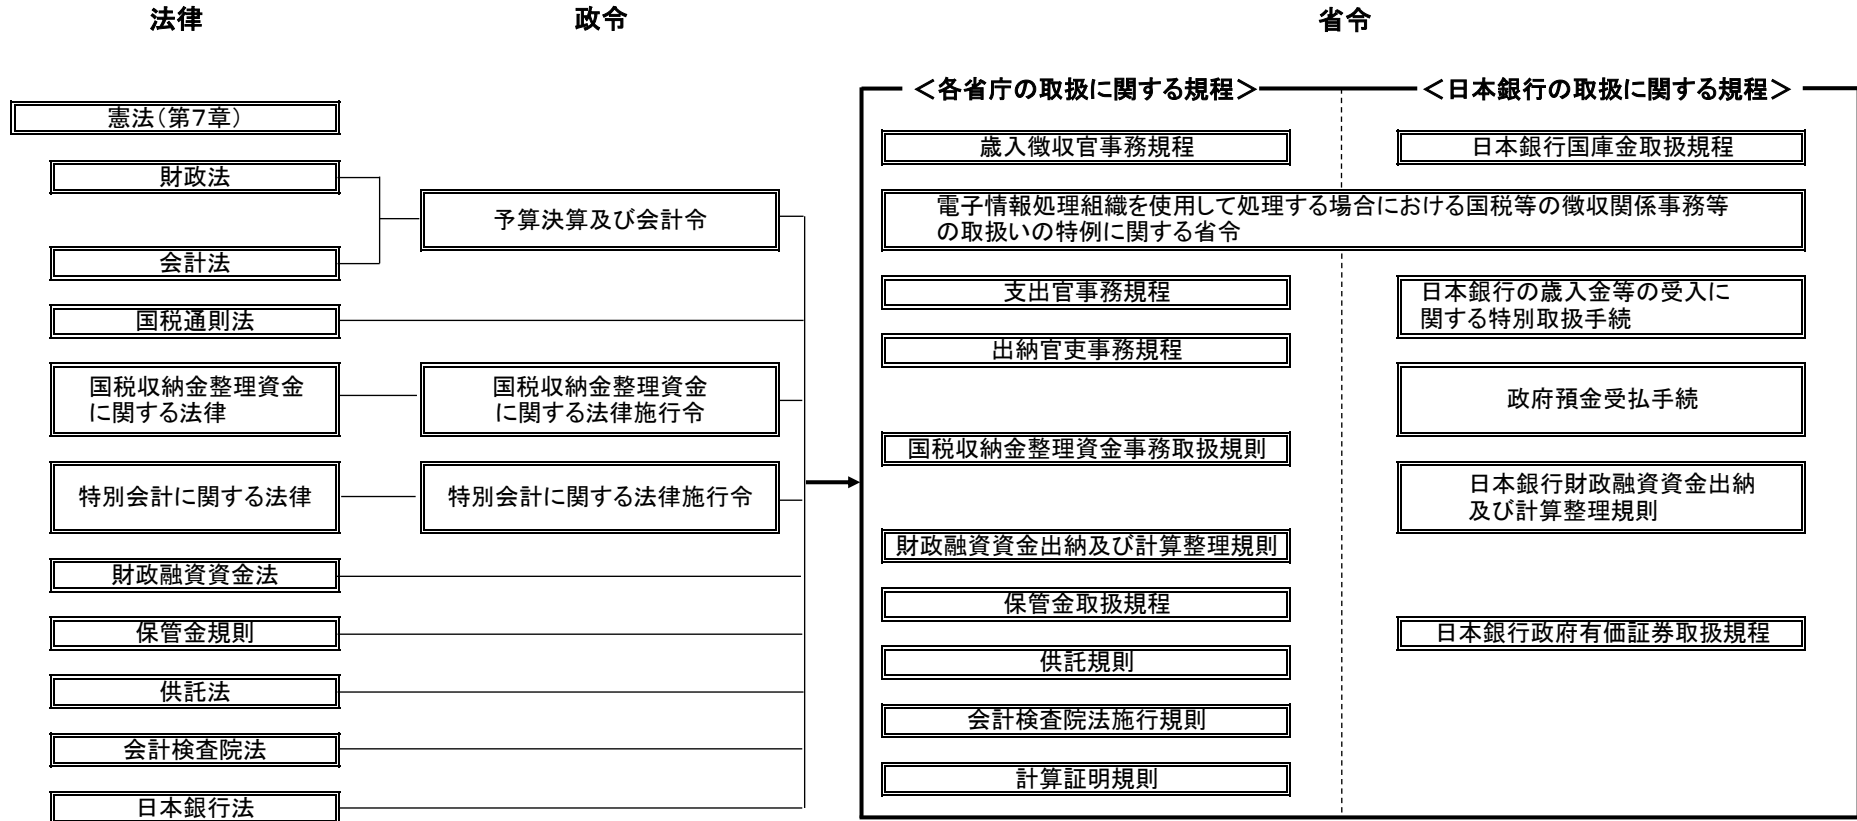 法律
政令
省令
憲法（第7章）
財政法
会計法
国税通則法
国税収納金整理資金
に関する法律
特別会計に関する法律
財政融資資金法
保管金規則
供託法
会計検査院法
日本銀行法
予算決算及び会計令
国税収納金整理資金
に関する法律施行令
特別会計に関する法律施行令
＜各省庁の取扱に関する規程＞
歳入徴収官事務規程
電子情報処理組織を使用して処理する場合における国税等の徴収関係事務等
の取扱いの特例に関する省令
支出官事務規程
出納官吏事務規程
国税収納金整理資金事務取扱規則
財政融資資金出納及び計算整理規則
保管金取扱規程
供託規則
会計検査院法施行規則
計算証明規則
＜日本銀行の取扱に関する規程＞
日本銀行国庫金取扱規程
日本銀行の歳入金等の受入に
関する特別取扱手続
政府預金受払手続
日本銀行財政融資資金出納
及び計算整理規則
日本銀行政府有価証券取扱規程